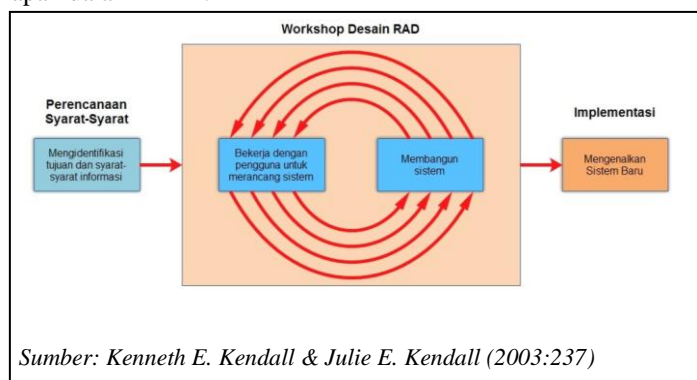 Workshop Desain RAD
Perencanaan
Syarat-Syarat
Mengidentifikasi
tujuan dan syarat-
syarat informasi
Bekerja dengan
pengguna untuk
merancang sistem
Membangun
sistem
Implementasi
Mengenalkan
Sistem Baru
Sumber: Kenneth E. Kendall & Julie E. Kendall (2003:237)